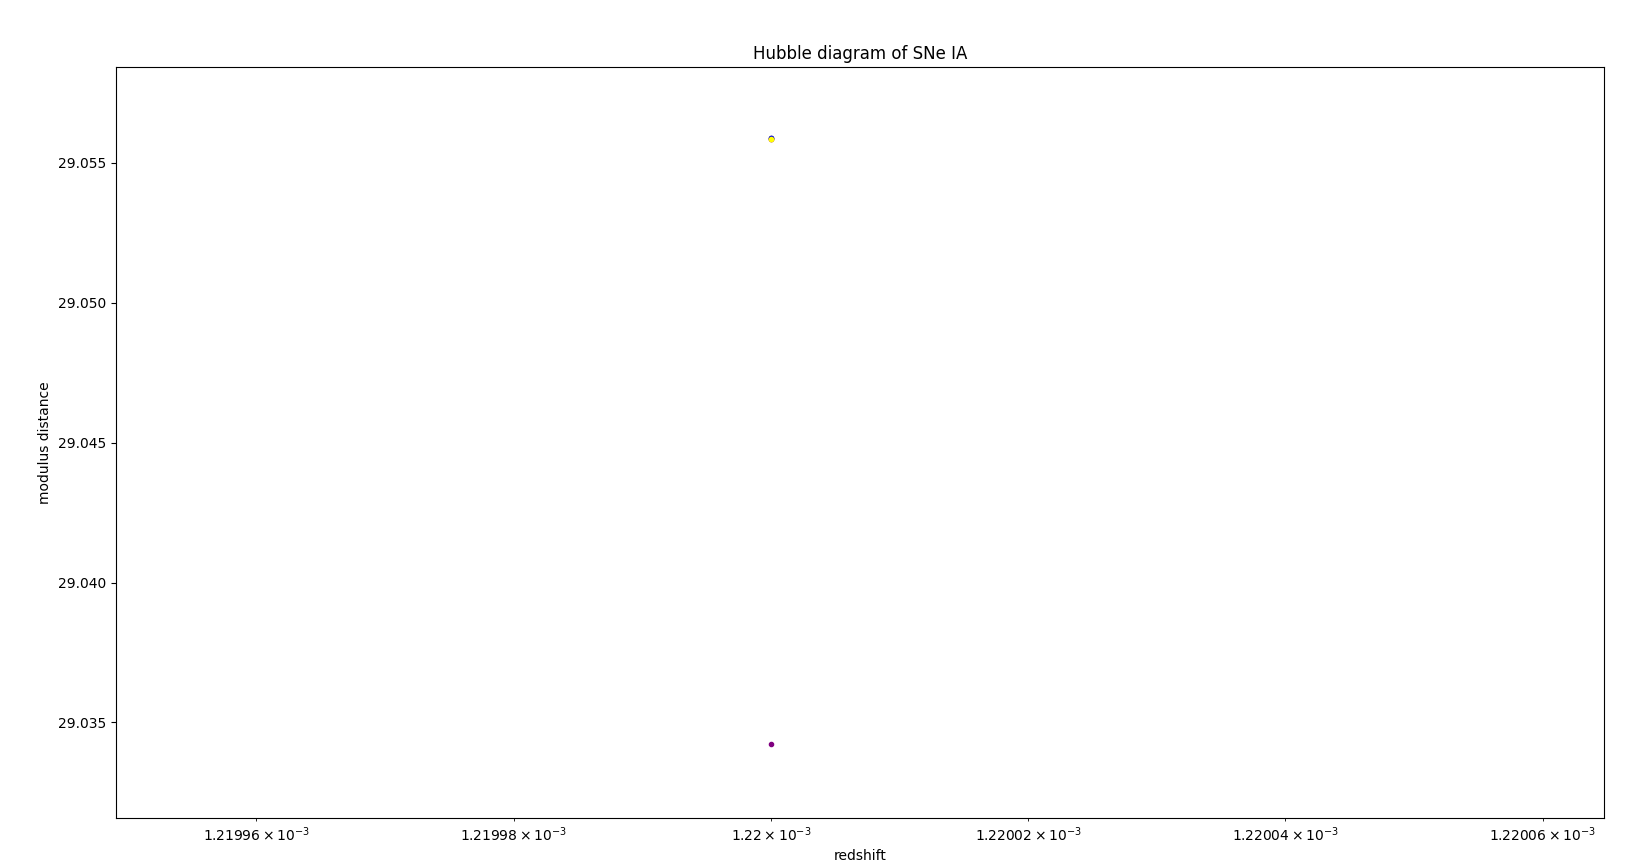 Hubble diagram of SNe IA
29.055
29.050
29.045
29.040
29.035
modulus distance
1.21996 × 10⁻³ 1.21998 × 10⁻³ 1.22 × 10⁻³ 1.22002 × 10⁻³ 1.22004 × 10⁻³ 1.22006 × 10⁻³
redshift